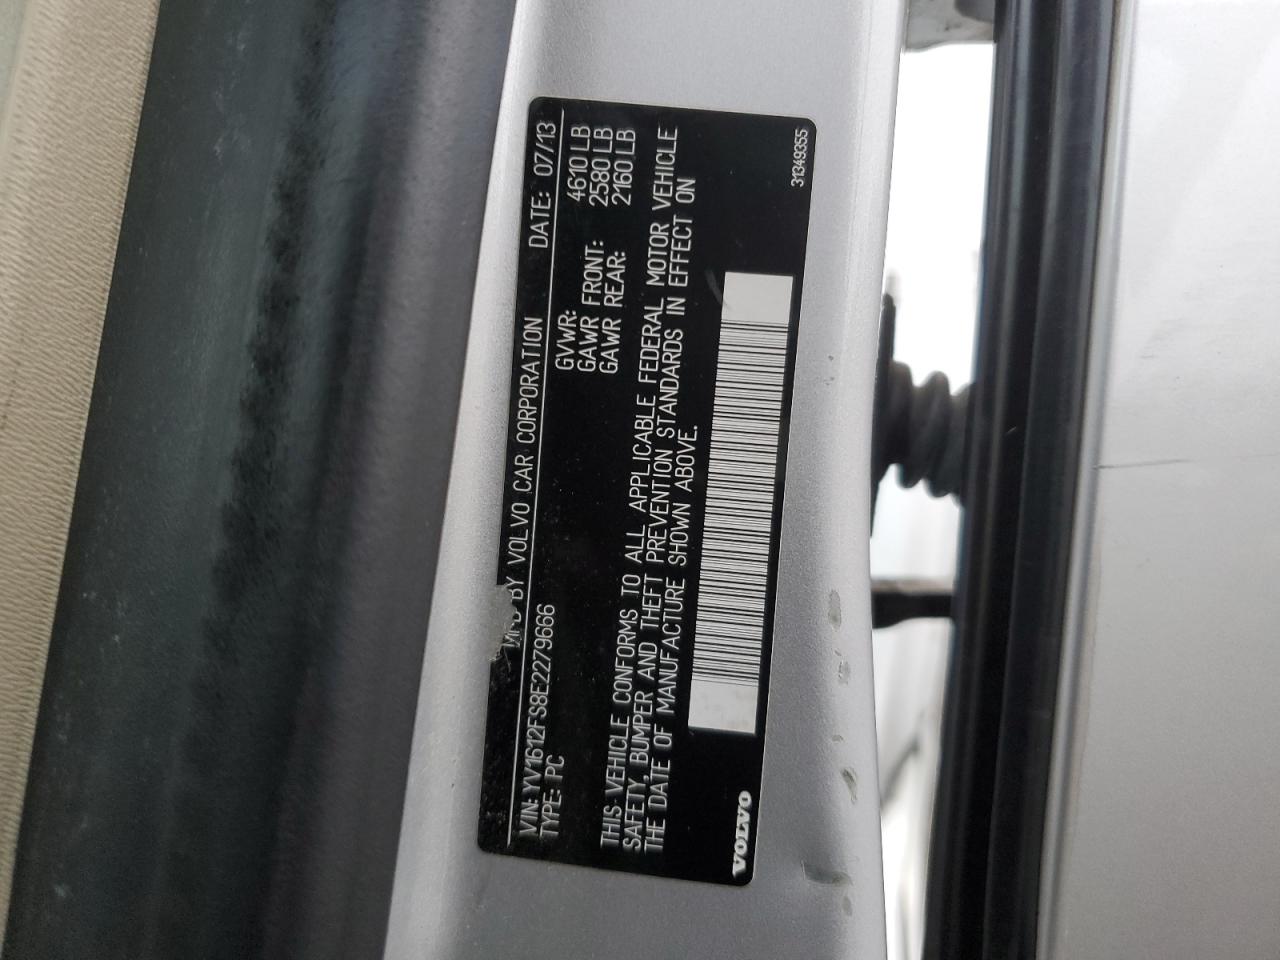 MFD BY VOLVO CAR CORPORATION DATE: 07/13
VIN: YV1612FS8E2279666
TYPE: PC
GVWR: 4610 LB
GAWR FRONT: 2580 LB
GAWR REAR: 2160 LB
THIS VEHICLE CONFORMS TO ALL APPLICABLE FEDERAL MOTOR VEHICLE
SAFETY, BUMPER AND THEFT PREVENTION STANDARDS IN EFFECT ON
THE DATE OF MANUFACTURE SHOWN ABOVE.
VOLVO
31349355